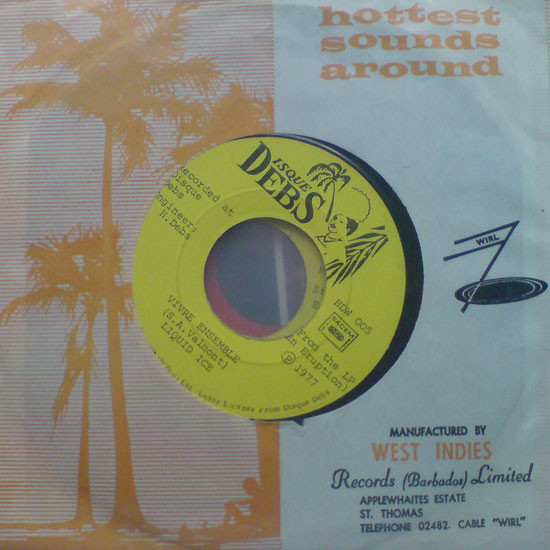 hottest
sounds
around
DISQUE
DEBS
Recorded at
Disque
Debs
Engineer:
H. Debs
HDW 005
SACEM
From the LP
In Eruption)
℗ 1977
VIVRE ENSEMBLE
(S.A. Valmont)
LIQUID ICE
Under License from Disque Debs
WIRL
MANUFACTURED BY
WEST INDIES
Records (Barbados) Limited
APPLEWHAITES ESTATE
ST. THOMAS
TELEPHONE 02482. CABLE "WIRL"